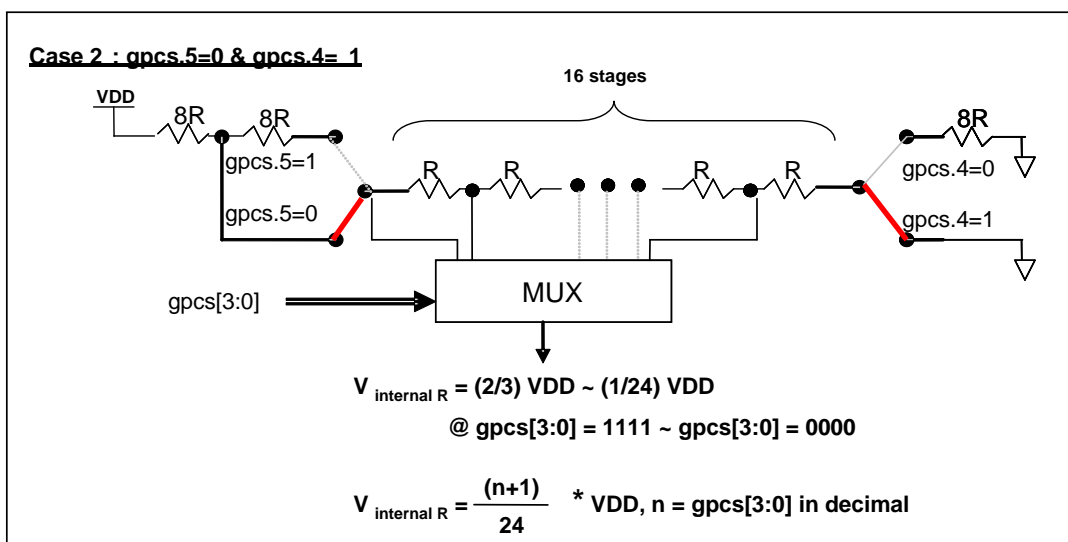 Case 2 : gpcs.5=0 & gpcs.4= 1
16 stages
VDD
8R
8R
8R
gpcs.5=1
R
R
R
R
gpcs.4=0
gpcs.5=0
gpcs.4=1
gpcs[3:0]
MUX
V internal R = (2/3) VDD ~ (1/24) VDD
@ gpcs[3:0] = 1111 ~ gpcs[3:0] = 0000
V internal R = (n+1) / 24 * VDD, n = gpcs[3:0] in decimal